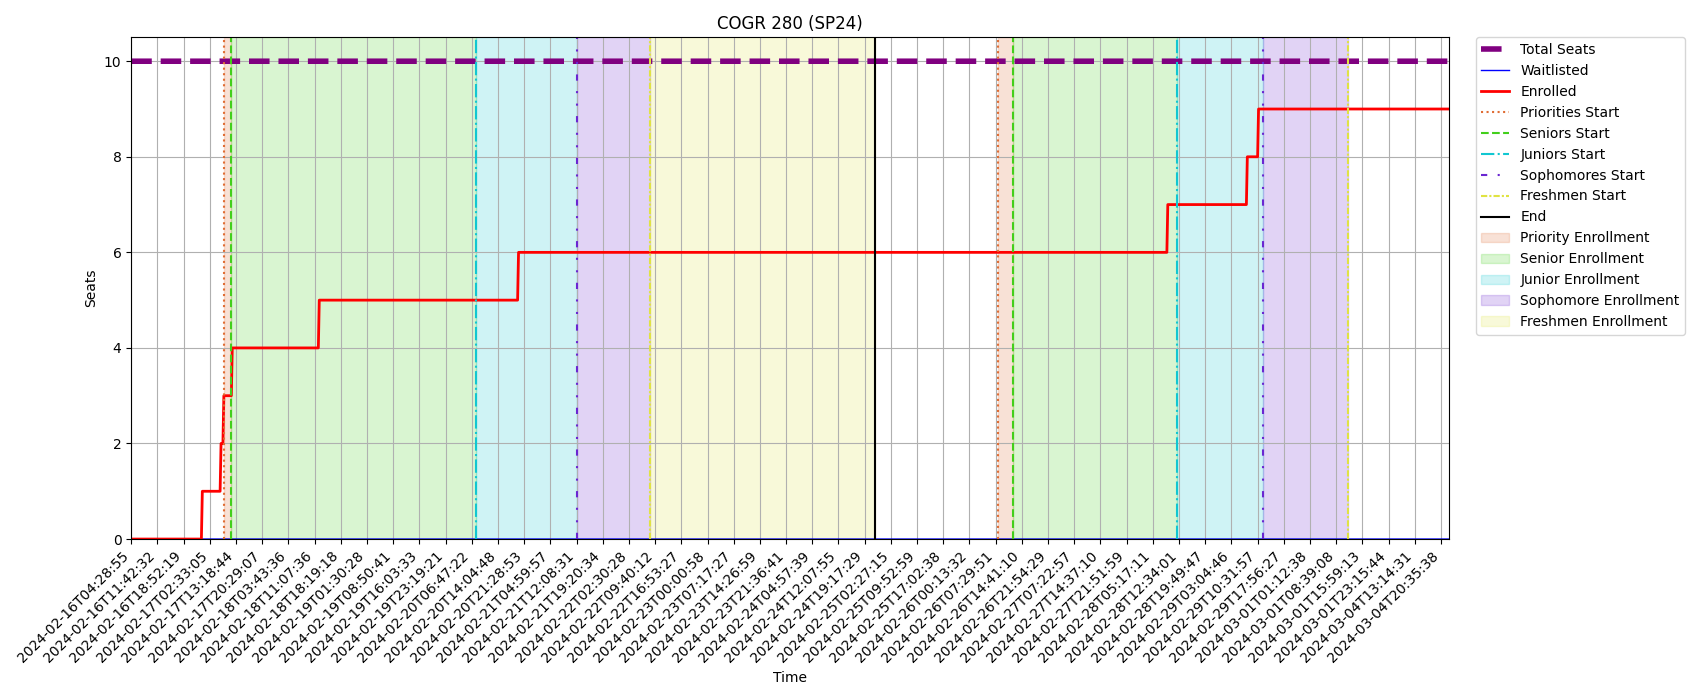 COGR 280 (SP24)
Seats
10
8
6
4
2
0
2024-02-16T04:28:55
2024-02-16T11:42:32
2024-02-16T18:52:19
2024-02-17T02:33:05
2024-02-17T13:18:44
2024-02-17T20:29:07
2024-02-18T03:43:36
2024-02-18T11:07:36
2024-02-18T18:19:18
2024-02-19T01:30:28
2024-02-19T08:50:41
2024-02-19T16:03:33
2024-02-19T23:19:21
2024-02-20T06:47:22
2024-02-20T14:04:48
2024-02-20T21:28:53
2024-02-21T04:59:57
2024-02-21T12:08:31
2024-02-21T19:20:34
2024-02-22T02:30:28
2024-02-22T09:40:12
2024-02-22T16:53:27
2024-02-23T00:00:58
2024-02-23T07:17:27
2024-02-23T14:26:59
2024-02-23T21:36:41
2024-02-24T04:57:39
2024-02-24T12:07:55
2024-02-24T19:17:29
2024-02-25T02:27:15
2024-02-25T09:52:59
2024-02-25T17:02:38
2024-02-26T00:13:32
2024-02-26T07:29:51
2024-02-26T14:41:10
2024-02-26T21:54:29
2024-02-27T07:22:57
2024-02-27T14:37:10
2024-02-27T21:51:59
2024-02-28T05:17:11
2024-02-28T12:34:01
2024-02-28T19:49:47
2024-02-29T03:04:46
2024-02-29T10:31:57
2024-02-29T17:56:27
2024-03-01T01:12:38
2024-03-01T08:39:08
2024-03-01T15:59:13
2024-03-01T23:15:44
2024-03-04T13:14:31
2024-03-04T20:35:38
Time
Total Seats
Waitlisted
Enrolled
Priorities Start
Seniors Start
Juniors Start
Sophomores Start
Freshmen Start
End
Priority Enrollment
Senior Enrollment
Junior Enrollment
Sophomore Enrollment
Freshmen Enrollment